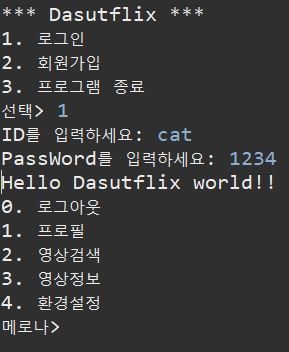 *** Dasutflix ***
1. 로그인
2. 회원가입
3. 프로그램 종료
선택> 1
ID를 입력하세요: cat
PassWord를 입력하세요: 1234
Hello Dasutflix world!!
0. 로그아웃
1. 프로필
2. 영상검색
3. 영상정보
4. 환경설정
메로나>